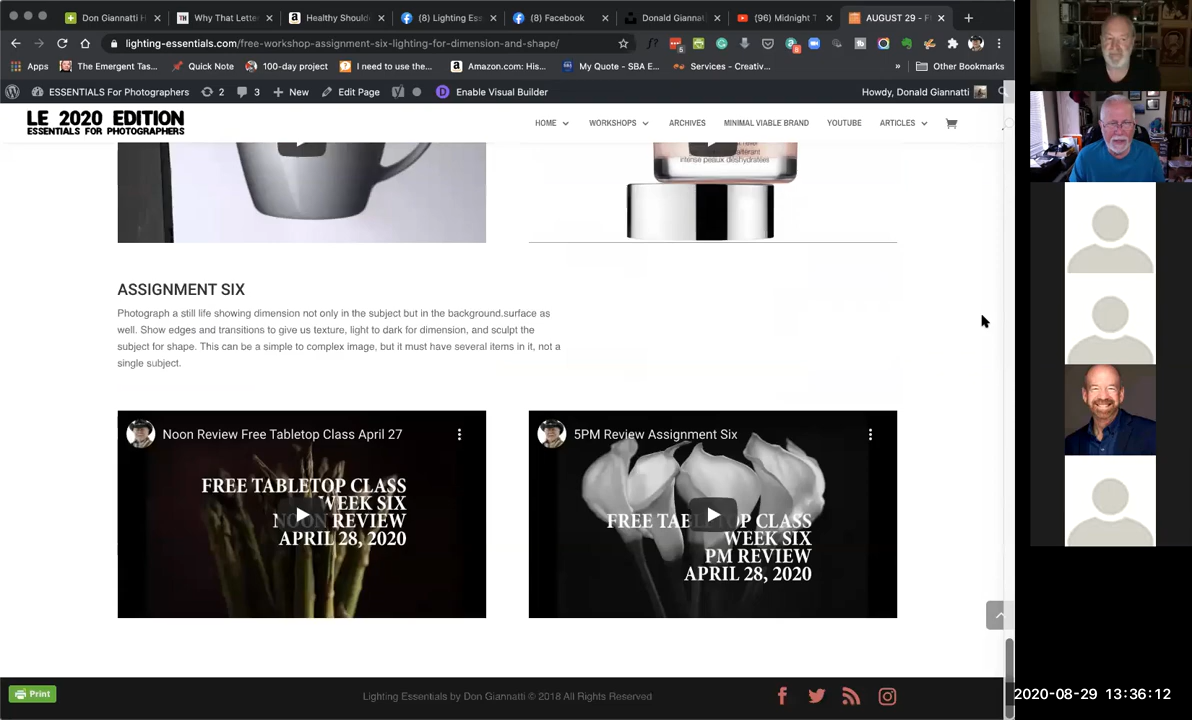 Don Giannatti H
Why That Letter
Healthy Should
(8) Lighting Ess
(8) Facebook
Donald Giannat
(96) Midnight T
AUGUST 29 - F
lighting-essentials.com/free-workshop-assignment-six-lighting-for-dimension-and-shape/
Apps
The Emergent Tas...
Quick Note
100-day project
I need to use the...
Amazon.com: His...
My Quote - SBA E...
Services - Creativ...
»
Other Bookmarks
ESSENTIALS For Photographers
2
3
+ New
Edit Page
Enable Visual Builder
Howdy, Donald Giannatti
LE 2020 EDITION
ESSENTIALS FOR PHOTOGRAPHERS
HOME
WORKSHOPS
ARCHIVES
MINIMAL VIABLE BRAND
YOUTUBE
ARTICLES
intense peaux déshydratées
ASSIGNMENT SIX
Photograph a still life showing dimension not only in the subject but in the background.surface as
well. Show edges and transitions to give us texture, light to dark for dimension, and sculpt the
subject for shape. This can be a simple to complex image, but it must have several items in it, not a
single subject.
Noon Review Free Tabletop Class April 27
FREE TABLETOP CLASS
WEEK SIX
NOON REVIEW
APRIL 28, 2020
5PM Review Assignment Six
FREE TABLETOP CLASS
WEEK SIX
PM REVIEW
APRIL 28, 2020
Print
Lighting Essentials by Don Giannatti © 2018 All Rights Reserved
2020-08-29 13:36:12